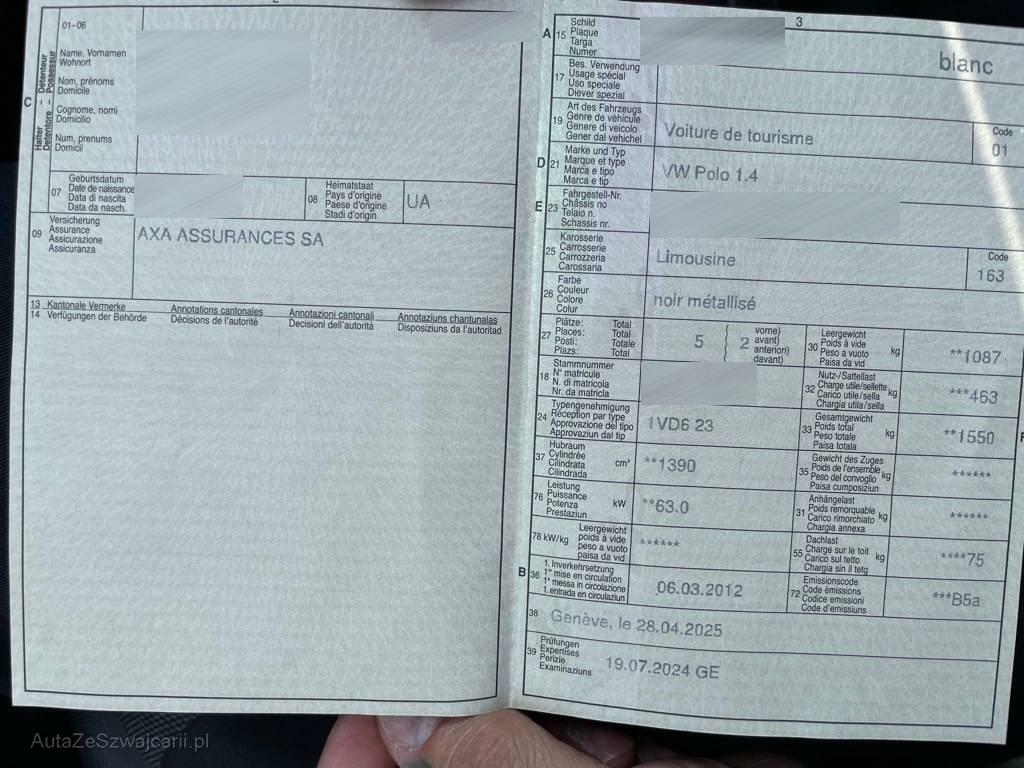 01–06
Name, Vornamen
Wohnort
Nom, prénoms
Domicile
Cognome, nomi
Domicilio
Num, prenums
Domicil
C
Halter – Détenteur
Detentore – Possessur
07
Geburtsdatum
Date de naissance
Data di nascita
Data da nasch.
08
Heimatstaat
Pays d'origine
Paese d'origine
Stadi d'origin
UA
09
Versicherung
Assurance
Assicurazione
Assicuranza
AXA ASSURANCES SA
13 Kantonale Vermerke Annotations cantonales Annotazioni cantonali Annotaziuns chantunalas
14 Verfügungen der Behörde Décisions de l'autorité Decisioni dell'autorità Disposiziuns da l'autoritad
3
A 15
Schild
Plaque
Targa
Numer
blanc
17
Bes. Verwendung
Usage spécial
Uso speciale
Diever spezial
19
Art des Fahrzeugs
Genre de véhicule
Genere di veicolo
Gener dal vehichel
Voiture de tourisme
Code
01
D 21
Marke und Typ
Marque et type
Marca e tipo
Marca e tip
VW Polo 1.4
E 23
Fahrgestell-Nr.
Châssis no
Telaio n.
Schassis nr.
25
Karosserie
Carrosserie
Carrozzeria
Carossaria
Limousine
Code
163
26
Farbe
Couleur
Colore
Colur
noir métallisé
27
Plätze: Total
Places: Total
Posti: Totale
Plazs: Total
5 { 2
vorne)
avant)
anteriori)
davant)
30
Leergewicht
Poids à vide
Peso a vuoto
Paisa da vid
kg
**1087
18
Stammnummer
N° matricule
N. di matricola
Nr. da matricla
32
Nutz-/Sattellast
Charge utile/sellette
Carico utile/sella
Chargia utila/sella
kg
***463
24
Typengenehmigung
Réception par type
Approvazione del tipo
Approvaziun dal tip
1VD6 23
33
Gesamtgewicht
Poids total
Peso totale
Paisa totala
kg
**1550
F
37
Hubraum
Cylindrée
Cilindrata
Cilindrada
cm³
**1390
35
Gewicht des Zuges
Poids de l'ensemble
Peso del convoglio
Paisa cumposiziun
kg
******
76
Leistung
Puissance
Potenza
Prestaziun
kW
**63.0
31
Anhängelast
Poids remorquable
Carico rimorchiato
Chargia annexa
kg
******
78 kW/kg
Leergewicht
poids à vide
peso a vuoto
paisa da vid
******
55
Dachlast
Charge sur le toit
Carico sul tetto
Chargia sin il tetg
kg
****75
B 36
1. Inverkehrsetzung
1re mise en circulation
1a messa in circolazione
1. entrada en circulaziun
06.03.2012
72
Emissionscode
Code émissions
Codice emissioni
Code d'emissiuns
***B5a
38
Genève, le 28.04.2025
39
Prüfungen
Expertises
Perizie
Examinaziuns
19.07.2024 GE
AutaZeSzwajcarii.pl